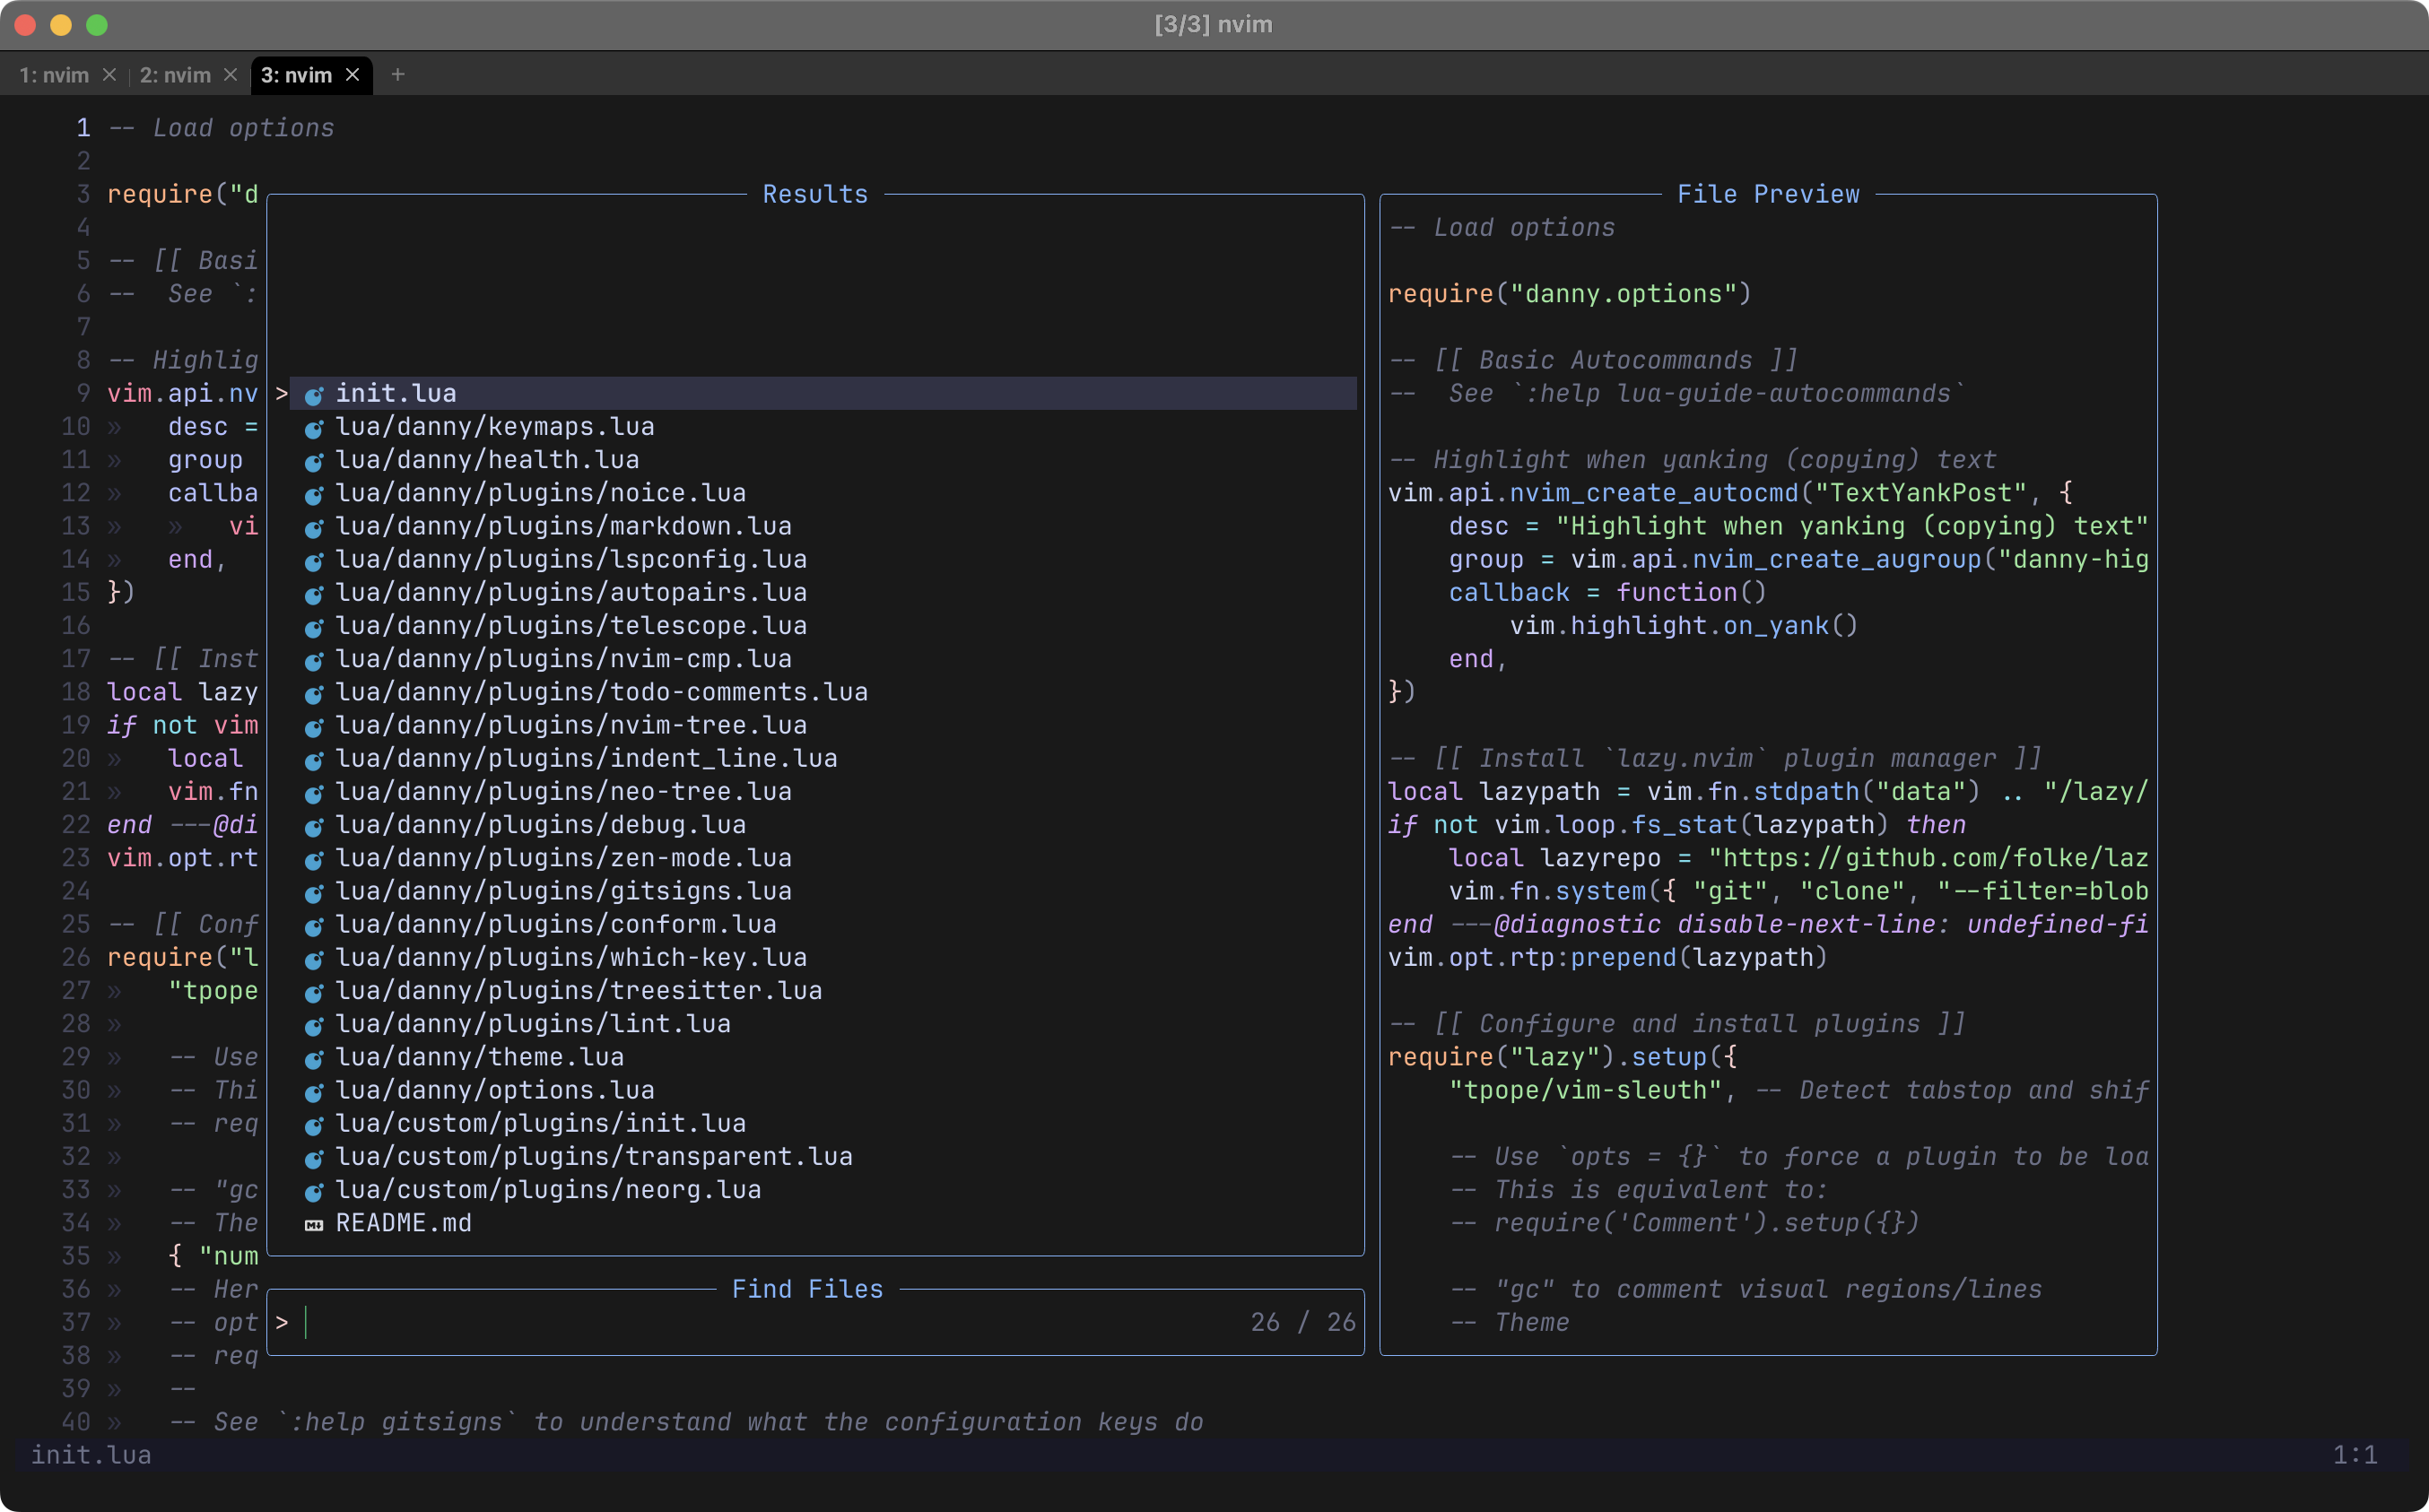 [3/3] nvim
1: nvim
2: nvim
3: nvim
1 -- Load options
2
3 require("d
4
5 -- [[ Basi
6 --  See `:
7
8 -- Highlig
9 vim.api.nv
10 »   desc =
11 »   group
12 »   callba
13 »   »   vi
14 »   end,
15 })
16
17 -- [[ Inst
18 local lazy
19 if not vim
20 »   local
21 »   vim.fn
22 end ---@di
23 vim.opt.rt
24
25 -- [[ Conf
26 require("l
27 »   "tpope
28 »
29 »   -- Use
30 »   -- Thi
31 »   -- req
32 »
33 »   -- "gc
34 »   -- The
35 »   { "num
36 »   -- Her
37 »   -- opt
38 »   -- req
39 »   --
40 »   -- See `:help gitsigns` to understand what the configuration keys do
Results
> init.lua
lua/danny/keymaps.lua
lua/danny/health.lua
lua/danny/plugins/noice.lua
lua/danny/plugins/markdown.lua
lua/danny/plugins/lspconfig.lua
lua/danny/plugins/autopairs.lua
lua/danny/plugins/telescope.lua
lua/danny/plugins/nvim-cmp.lua
lua/danny/plugins/todo-comments.lua
lua/danny/plugins/nvim-tree.lua
lua/danny/plugins/indent_line.lua
lua/danny/plugins/neo-tree.lua
lua/danny/plugins/debug.lua
lua/danny/plugins/zen-mode.lua
lua/danny/plugins/gitsigns.lua
lua/danny/plugins/conform.lua
lua/danny/plugins/which-key.lua
lua/danny/plugins/treesitter.lua
lua/danny/plugins/lint.lua
lua/danny/theme.lua
lua/danny/options.lua
lua/custom/plugins/init.lua
lua/custom/plugins/transparent.lua
lua/custom/plugins/neorg.lua
README.md
Find Files
> 26 / 26
File Preview
-- Load options
require("danny.options")
-- [[ Basic Autocommands ]]
--  See `:help lua-guide-autocommands`
-- Highlight when yanking (copying) text
vim.api.nvim_create_autocmd("TextYankPost", {
    desc = "Highlight when yanking (copying) text"
    group = vim.api.nvim_create_augroup("danny-hig
    callback = function()
        vim.highlight.on_yank()
    end,
})
-- [[ Install `lazy.nvim` plugin manager ]]
local lazypath = vim.fn.stdpath("data") .. "/lazy/
if not vim.loop.fs_stat(lazypath) then
    local lazyrepo = "https://github.com/folke/laz
    vim.fn.system({ "git", "clone", "--filter=blob
end ---@diagnostic disable-next-line: undefined-fi
vim.opt.rtp:prepend(lazypath)
-- [[ Configure and install plugins ]]
require("lazy").setup({
    "tpope/vim-sleuth", -- Detect tabstop and shif
    -- Use `opts = {}` to force a plugin to be loa
    -- This is equivalent to:
    -- require('Comment').setup({})
    -- "gc" to comment visual regions/lines
    -- Theme
init.lua
1:1